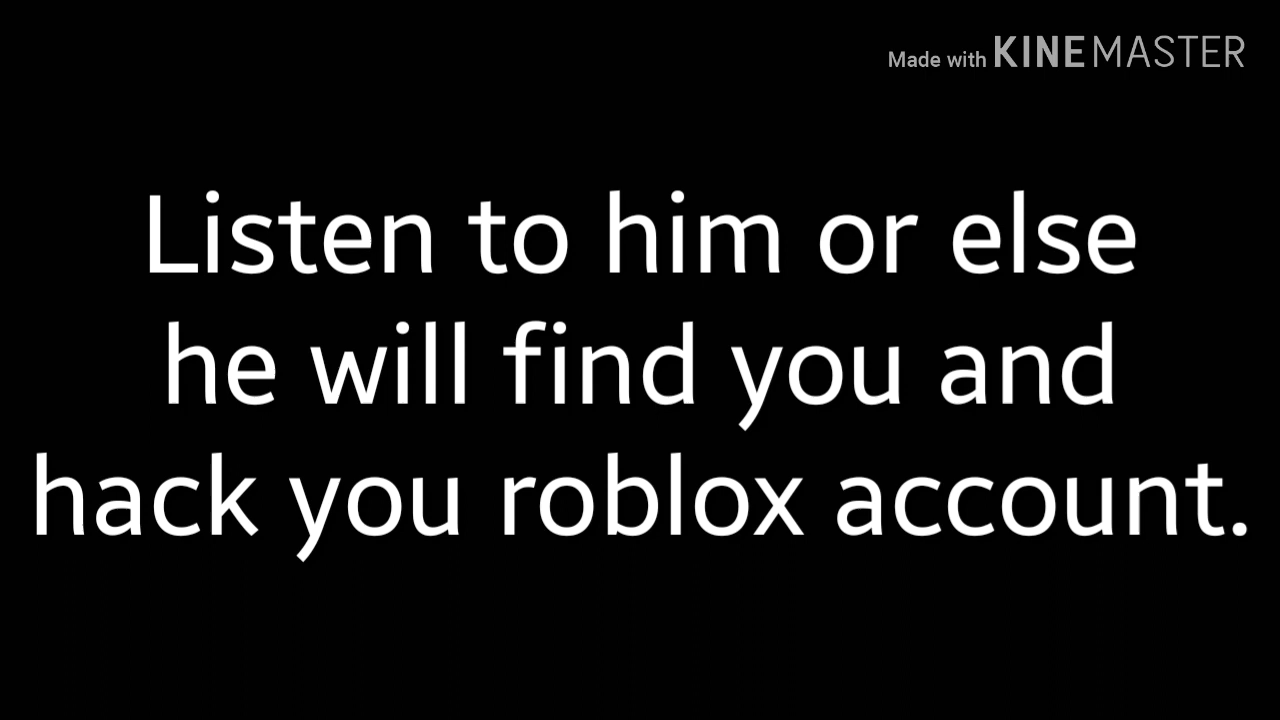 Made with KINEMASTER
Listen to him or else
he will find you and
hack you roblox account.